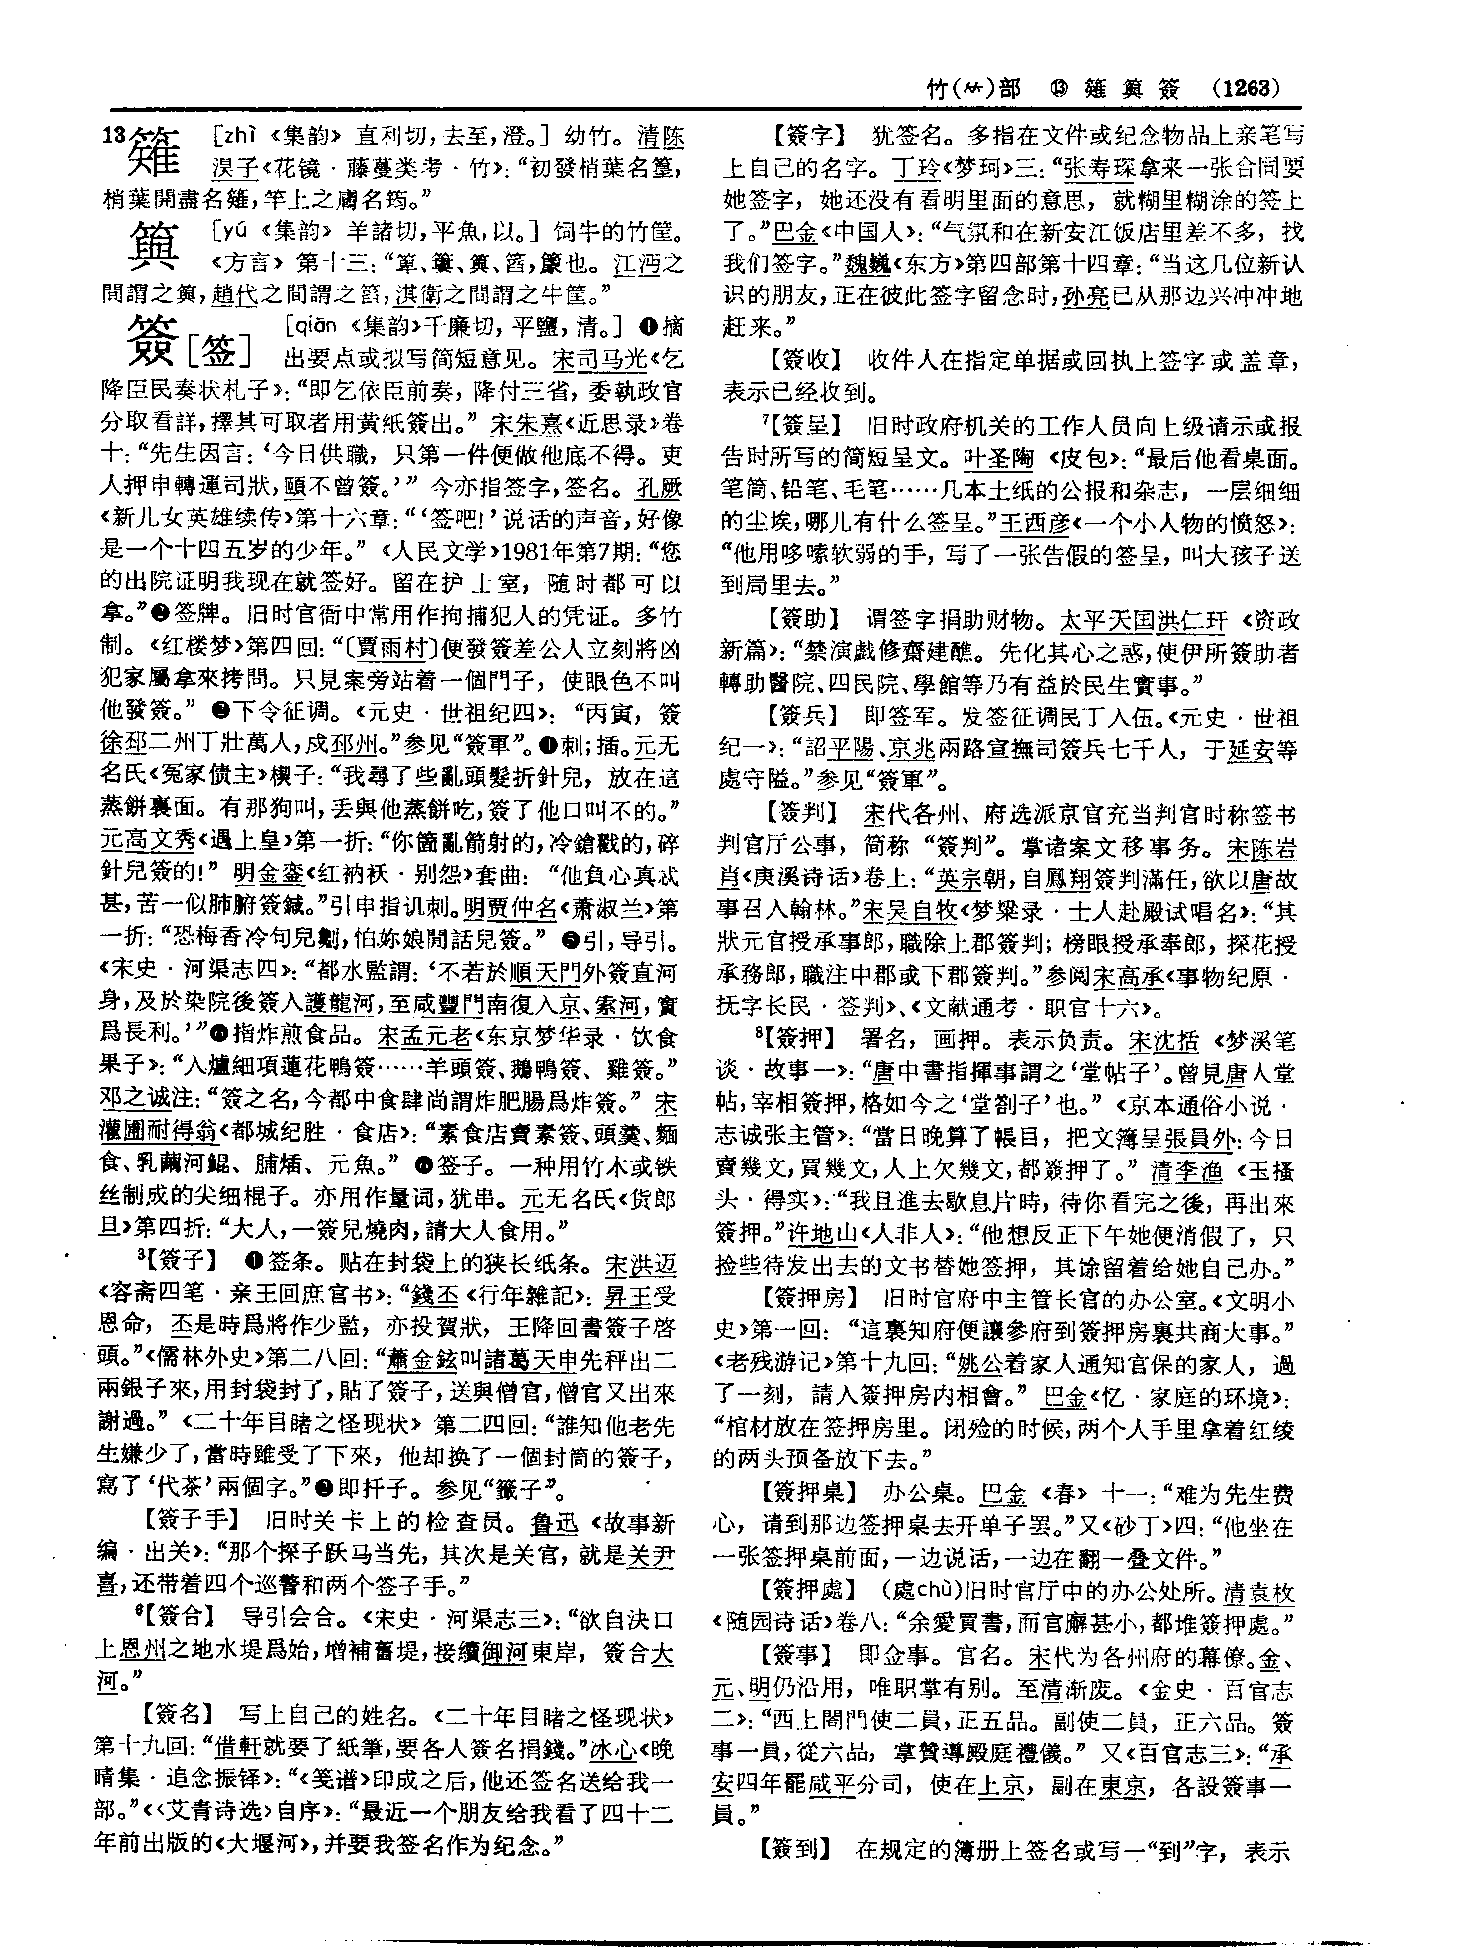 竹(⺮)部 ⑬ 䉜 籅 簽 (1263)
13䉜 [zhì《集韵》直利切,去至,澄。] 幼竹。清陈
淏子《花镜·藤蔓类考·竹》:“初發梢葉名篁,
梢葉開盡名䉜,竿上之膚名筠。”
籅 [yú《集韵》羊諸切,平魚,以。] 饲牛的竹筐。
《方言》第十三:“箄、簍、籅、筥,簾也。江沔之
間謂之籅,趙代之間謂之筥,淇衛之間謂之牛筐。”
簽[签] [qiān《集韵》千廉切,平鹽,清。] ❶摘
出要点或拟写简短意见。宋司马光《乞
降臣民奏状札子》:“即乞依臣前奏,降付三省,委執政官
分取看詳,擇其可取者用黄紙簽出。” 宋朱熹《近思录》卷
十:“先生因言:‘今日供職,只第一件便做他底不得。吏
人押申轉運司狀,頤不曾簽。’” 今亦指签字,签名。孔厥
《新儿女英雄续传》第十六章:“‘签吧!’说话的声音,好像
是一个十四五岁的少年。”《人民文学》1981年第7期:“您
的出院证明我现在就签好。留在护士室,随时都可以
拿。”❷签牌。旧时官衙中常用作拘捕犯人的凭证。多竹
制。《红楼梦》第四回:“〔賈雨村〕便發簽差公人立刻將凶
犯家屬拿來拷問。只見案旁站着一個門子,使眼色不叫
他發簽。” ❸下令征调。《元史·世祖纪四》:“丙寅,簽
徐邳二州丁壯萬人,戍邳州。”参见“簽軍”。❹刺;插。元无
名氏《冤家债主》楔子:“我尋了些亂頭髮折針兒,放在這
蒸餅裏面。有那狗叫,丢與他蒸餅吃,簽了他口叫不的。”
元高文秀《遇上皇》第一折:“你箇亂箭射的,冷鎗戳的,碎
針兒簽的!” 明金銮《红衲袄·别怨》套曲:“他負心真忒
甚,苦一似肺腑簽鍼。”引申指讥刺。明贾仲名《萧淑兰》第
一折:“恐梅香冷句兒劖,怕妳娘閒話兒簽。” ❺引,导引。
《宋史·河渠志四》:“都水監謂:‘不若於順天門外簽直河
身,及於染院後簽入護龍河,至咸豐門南復入京、索河,實
爲長利。’”❻指炸煎食品。宋孟元老《东京梦华录·饮食
果子》:“入爐細項蓮花鴨簽……羊頭簽、鵝鴨簽、雞簽。”
邓之诚注:“簽之名,今都中食肆尚謂炸肥腸爲炸簽。” 宋
灌圃耐得翁《都城纪胜·食店》:“素食店賣素簽、頭羹、麵
食、乳繭河鯤、脯䐹、元魚。” ❼签子。一种用竹木或铁
丝制成的尖细棍子。亦用作量词,犹串。元无名氏《货郎
旦》第四折:“大人,一簽兒燒肉,請大人食用。”
³【簽子】 ❶签条。贴在封袋上的狭长纸条。宋洪迈
《容斋四笔·亲王回庶官书》:“錢丕《行年雜記》:昇王受
恩命,丕是時爲將作少監,亦投賀狀,王降回書簽子啓
頭。”《儒林外史》第二八回:“蕭金鉉叫諸葛天申先秤出二
兩銀子來,用封袋封了,貼了簽子,送與僧官,僧官又出來
謝過。”《二十年目睹之怪现状》第二四回:“誰知他老先
生嫌少了,當時雖受了下來,他却换了一個封筒的簽子,
寫了‘代茶’兩個字。”❷即扦子。参见“籤子”。
【簽子手】 旧时关卡上的检查员。鲁迅《故事新
编·出关》:“那个探子跃马当先,其次是关官,就是关尹
喜,还带着四个巡警和两个签子手。”
⁶【簽合】 导引会合。《宋史·河渠志三》:“欲自決口
上恩州之地水堤爲始,增補舊堤,接續御河東岸,簽合大
河。”
【簽名】 写上自己的姓名。《二十年目睹之怪现状》
第十九回:“借軒就要了紙筆,要各人簽名捐錢。”冰心《晚
晴集·追念振铎》:“《笺谱》印成之后,他还签名送给我一
部。”《〈艾青诗选〉自序》:“最近一个朋友给我看了四十二
年前出版的《大堰河》,并要我签名作为纪念。”
【簽字】 犹签名。多指在文件或纪念物品上亲笔写
上自己的名字。丁玲《梦珂》三:“张寿琛拿来一张合同要
她签字,她还没有看明里面的意思,就糊里糊涂的签上
了。”巴金《中国人》:“气氛和在新安江饭店里差不多,找
我们签字。”魏巍《东方》第四部第十四章:“当这几位新认
识的朋友,正在彼此签字留念时,孙亮已从那边兴冲冲地
赶来。”
【簽收】 收件人在指定单据或回执上签字或盖章,
表示已经收到。
⁷【簽呈】 旧时政府机关的工作人员向上级请示或报
告时所写的简短呈文。叶圣陶《皮包》:“最后他看桌面。
笔筒、铅笔、毛笔……几本土纸的公报和杂志,一层细细
的尘埃,哪儿有什么签呈。”王西彦《一个小人物的愤怒》:
“他用哆嗦软弱的手,写了一张告假的签呈,叫大孩子送
到局里去。”
【簽助】 谓签字捐助财物。太平天囯洪仁玕《资政
新篇》:“禁演戲修齋建醮。先化其心之惑,使伊所簽助者
轉助醫院、四民院、學館等乃有益於民生實事。”
【簽兵】 即签军。发签征调民丁入伍。《元史·世祖
纪一》:“詔平陽、京兆兩路宣撫司簽兵七千人,于延安等
處守隘。”参见“簽軍”。
【簽判】 宋代各州、府选派京官充当判官时称签书
判官厅公事,简称“簽判”。掌诸案文移事务。宋陈岩
肖《庚溪诗话》卷上:“英宗朝,自鳳翔簽判滿任,欲以唐故
事召入翰林。”宋吴自牧《梦粱录·士人赴殿试唱名》:“其
狀元官授承事郎,職除上郡簽判;榜眼授承奉郎,探花授
承務郎,職注中郡或下郡簽判。”参阅宋高承《事物纪原·
抚字长民·签判》、《文献通考·职官十六》。
⁸【簽押】 署名,画押。表示负责。宋沈括《梦溪笔
谈·故事一》:“唐中書指揮事謂之‘堂帖子’。曾見唐人堂
帖,宰相簽押,格如今之‘堂劄子’也。”《京本通俗小说·
志诚张主管》:“當日晚算了帳目,把文簿呈張員外:今日
賣幾文,買幾文,人上欠幾文,都簽押了。” 清李渔《玉搔
头·得实》:“我且進去歇息片時,待你看完之後,再出來
簽押。”许地山《人非人》:“他想反正下午她便消假了,只
捡些待发出去的文书替她签押,其馀留着给她自己办。”
【簽押房】 旧时官府中主管长官的办公室。《文明小
史》第一回:“這裏知府便讓參府到簽押房裏共商大事。”
《老残游记》第十九回:“姚公着家人通知官保的家人,過
了一刻,請入簽押房内相會。” 巴金《忆·家庭的环境》:
“棺材放在签押房里。闭殓的时候,两个人手里拿着红绫
的两头预备放下去。”
【簽押桌】 办公桌。巴金《春》十一:“难为先生费
心,请到那边签押桌去开单子罢。”又《砂丁》四:“他坐在
一张签押桌前面,一边说话,一边在翻一叠文件。”
【簽押處】 (處chù)旧时官厅中的办公处所。清袁枚
《随园诗话》卷八:“余愛買書,而官廨甚小,都堆簽押處。”
【簽事】 即佥事。官名。宋代为各州府的幕僚。金、
元、明仍沿用,唯职掌有别。至清渐废。《金史·百官志
二》:“西上閤門使二員,正五品。副使二員,正六品。簽
事一員,從六品,掌贊導殿庭禮儀。” 又《百官志三》:“承
安四年罷咸平分司,使在上京,副在東京,各設簽事一
員。”
【簽到】 在规定的簿册上签名或写一“到”字,表示